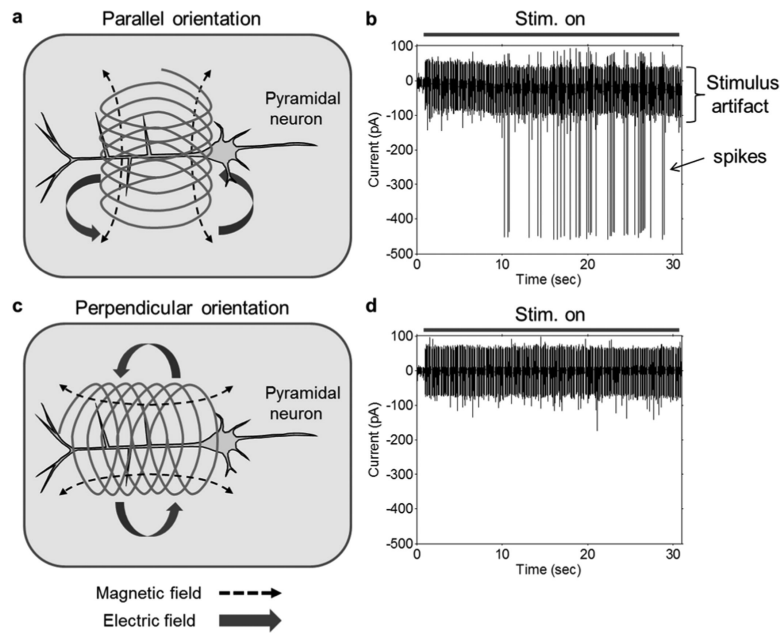 a
Parallel orientation
Pyramidal
neuron
b
Stim. on
100
0
-100
-200
-300
-400
-500
Current (pA)
0
10
20
30
Time (sec)
Stimulus
artifact
spikes
c
Perpendicular orientation
Pyramidal
neuron
d
Stim. on
100
0
-100
-200
-300
-400
-500
Current (pA)
0
10
20
30
Time (sec)
Magnetic field
Electric field